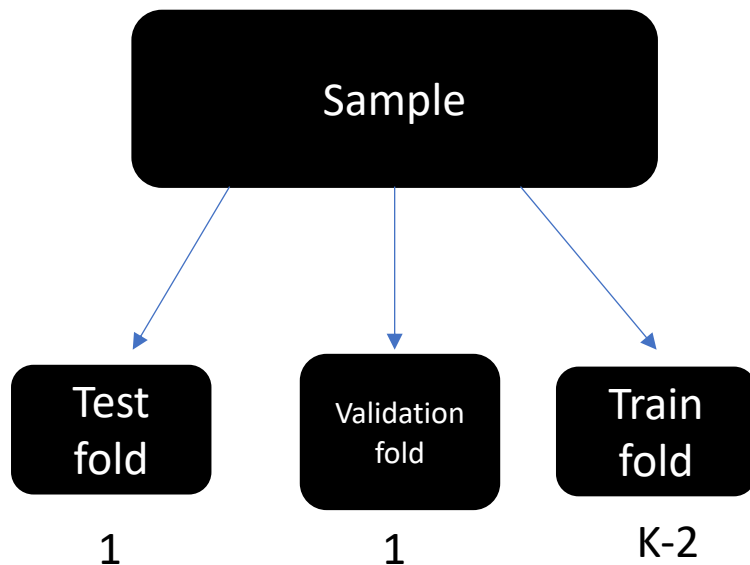 Sample
Test
fold
Validation
fold
Train
fold
1
1
K-2